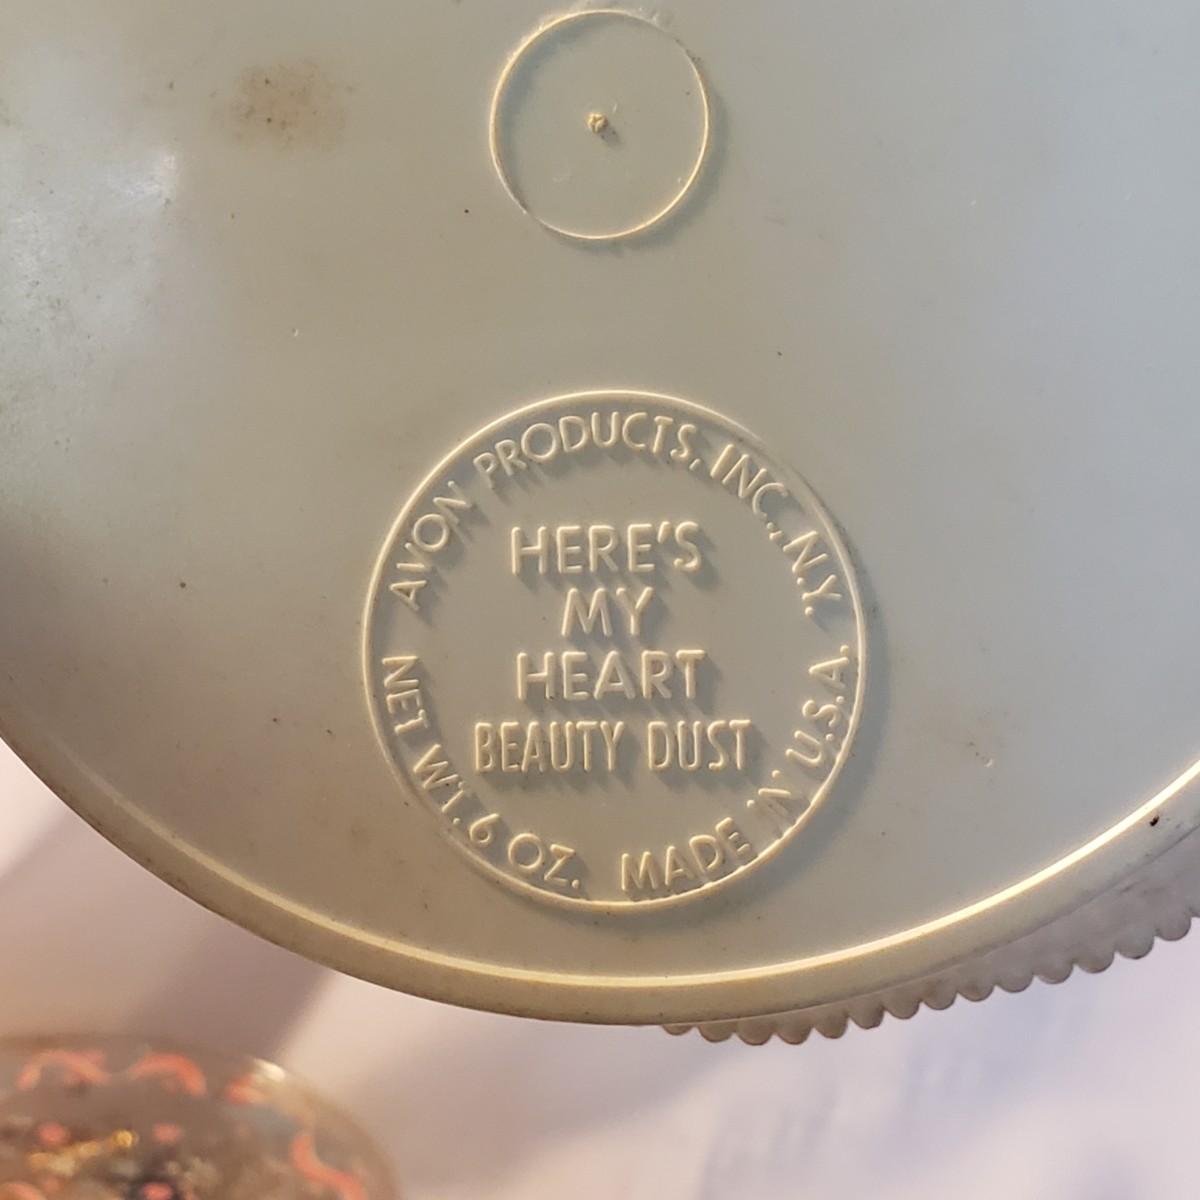 AVON PRODUCTS, INC., N.Y.
HERE'S
MY
HEART
BEAUTY DUST
NET WT. 6 OZ. MADE IN U.S.A.